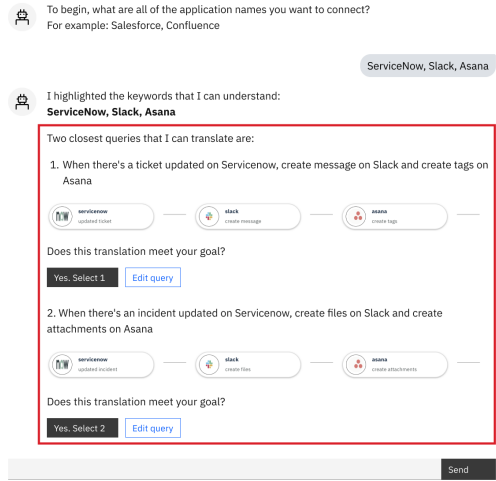 To begin, what are all of the application names you want to connect?
For example: Salesforce, Confluence
ServiceNow, Slack, Asana
I highlighted the keywords that I can understand:
ServiceNow, Slack, Asana
Two closest queries that I can translate are:
1. When there's a ticket updated on Servicenow, create message on Slack and create tags on
Asana
servicenow
updated ticket
slack
create message
asana
create tags
Does this translation meet your goal?
Yes. Select 1
Edit query
2. When there's an incident updated on Servicenow, create files on Slack and create
attachments on Asana
servicenow
updated incident
slack
create files
asana
create attachments
Does this translation meet your goal?
Yes. Select 2
Edit query
Send